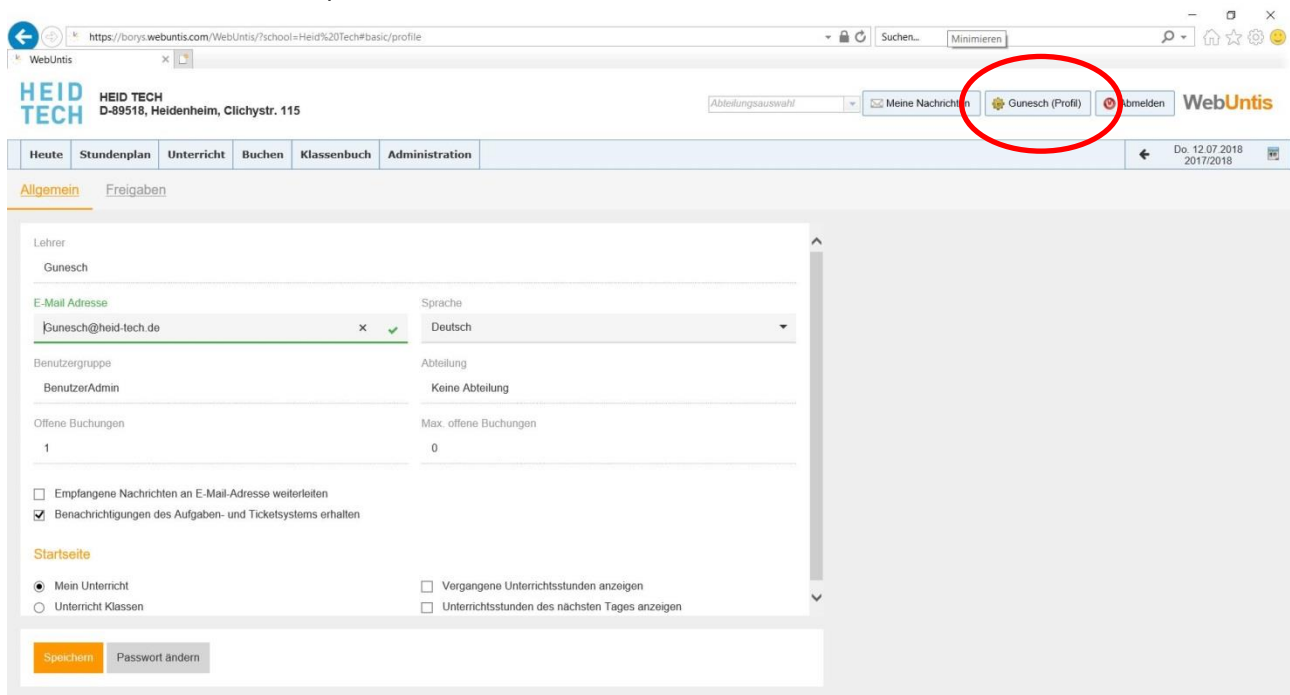 https://borys.webuntis.com/WebUntis/?school=Heid%20Tech#basic/profile
Suchen...
Minimieren
WebUntis
HEID TECH
HEID TECH
D-89518, Heidenheim, Clichystr. 115
Abteilungsauswahl
Meine Nachrichten
Gunesch (Profil)
Abmelden
WebUntis
Heute Stundenplan Unterricht Buchen Klassenbuch Administration
Do. 12.07.2018
2017/2018
Allgemein Freigaben
Lehrer
Gunesch
E-Mail Adresse Sprache
Gunesch@heid-tech.de Deutsch
Benutzergruppe Abteilung
BenutzerAdmin Keine Abteilung
Offene Buchungen Max. offene Buchungen
1 0
Empfangene Nachrichten an E-Mail-Adresse weiterleiten
Benachrichtigungen des Aufgaben- und Ticketsystems erhalten
Startseite
Mein Unterricht Vergangene Unterrichtsstunden anzeigen
Unterricht Klassen Unterrichtsstunden des nächsten Tages anzeigen
Speichern Passwort ändern